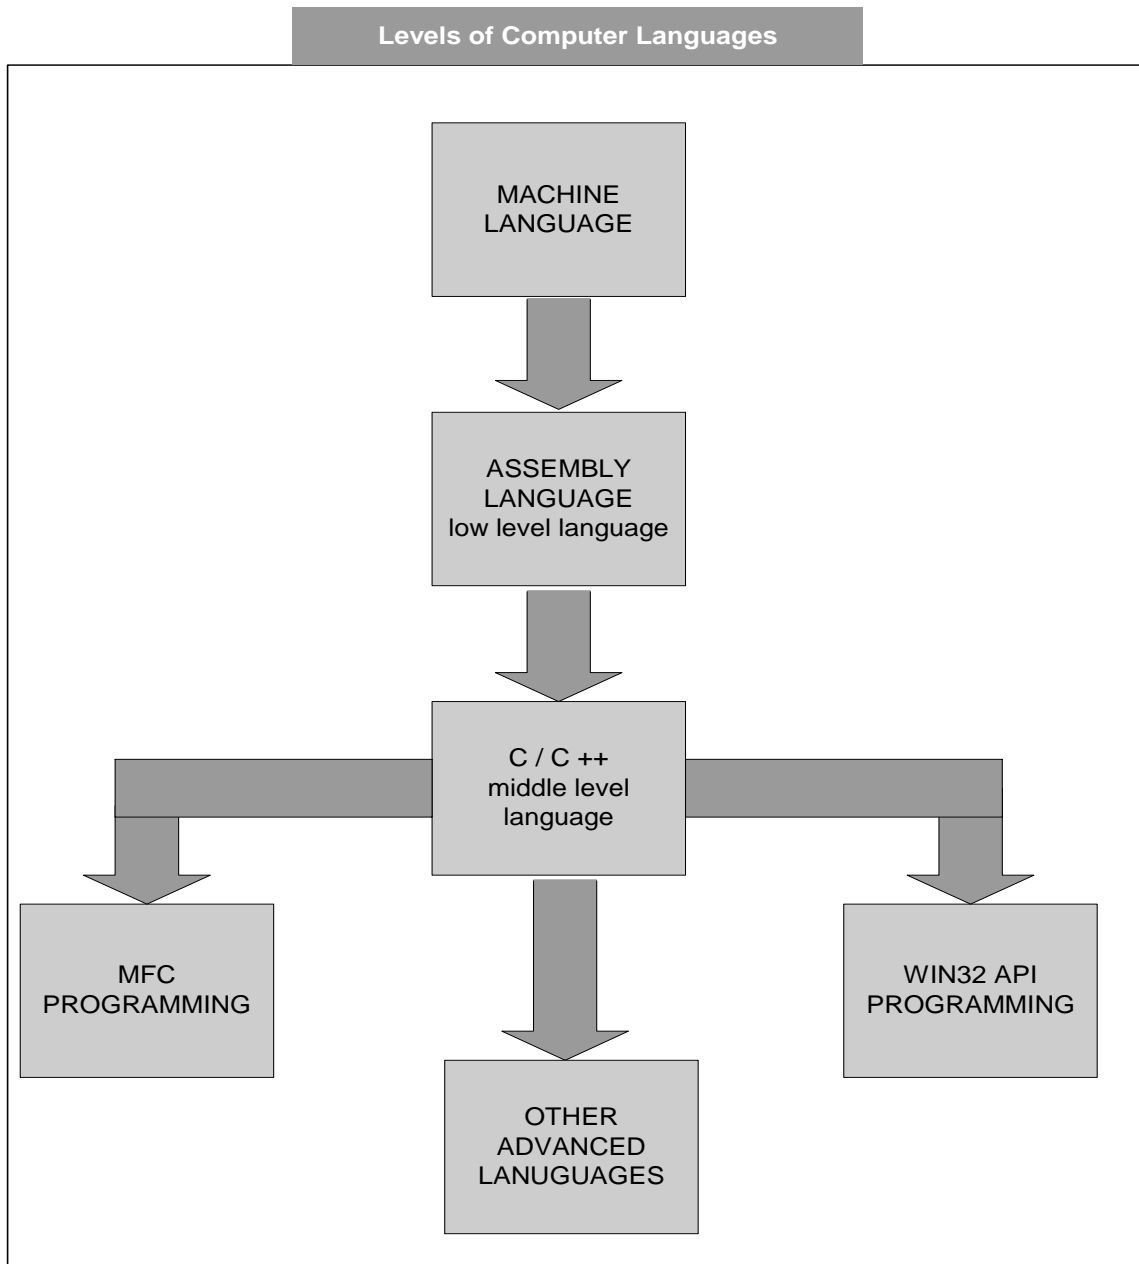 Levels of Computer Languages
MACHINE
LANGUAGE
ASSEMBLY
LANGUAGE
low level language
C / C ++
middle level
language
MFC
PROGRAMMING
WIN32 API
PROGRAMMING
OTHER
ADVANCED
LANUGUAGES